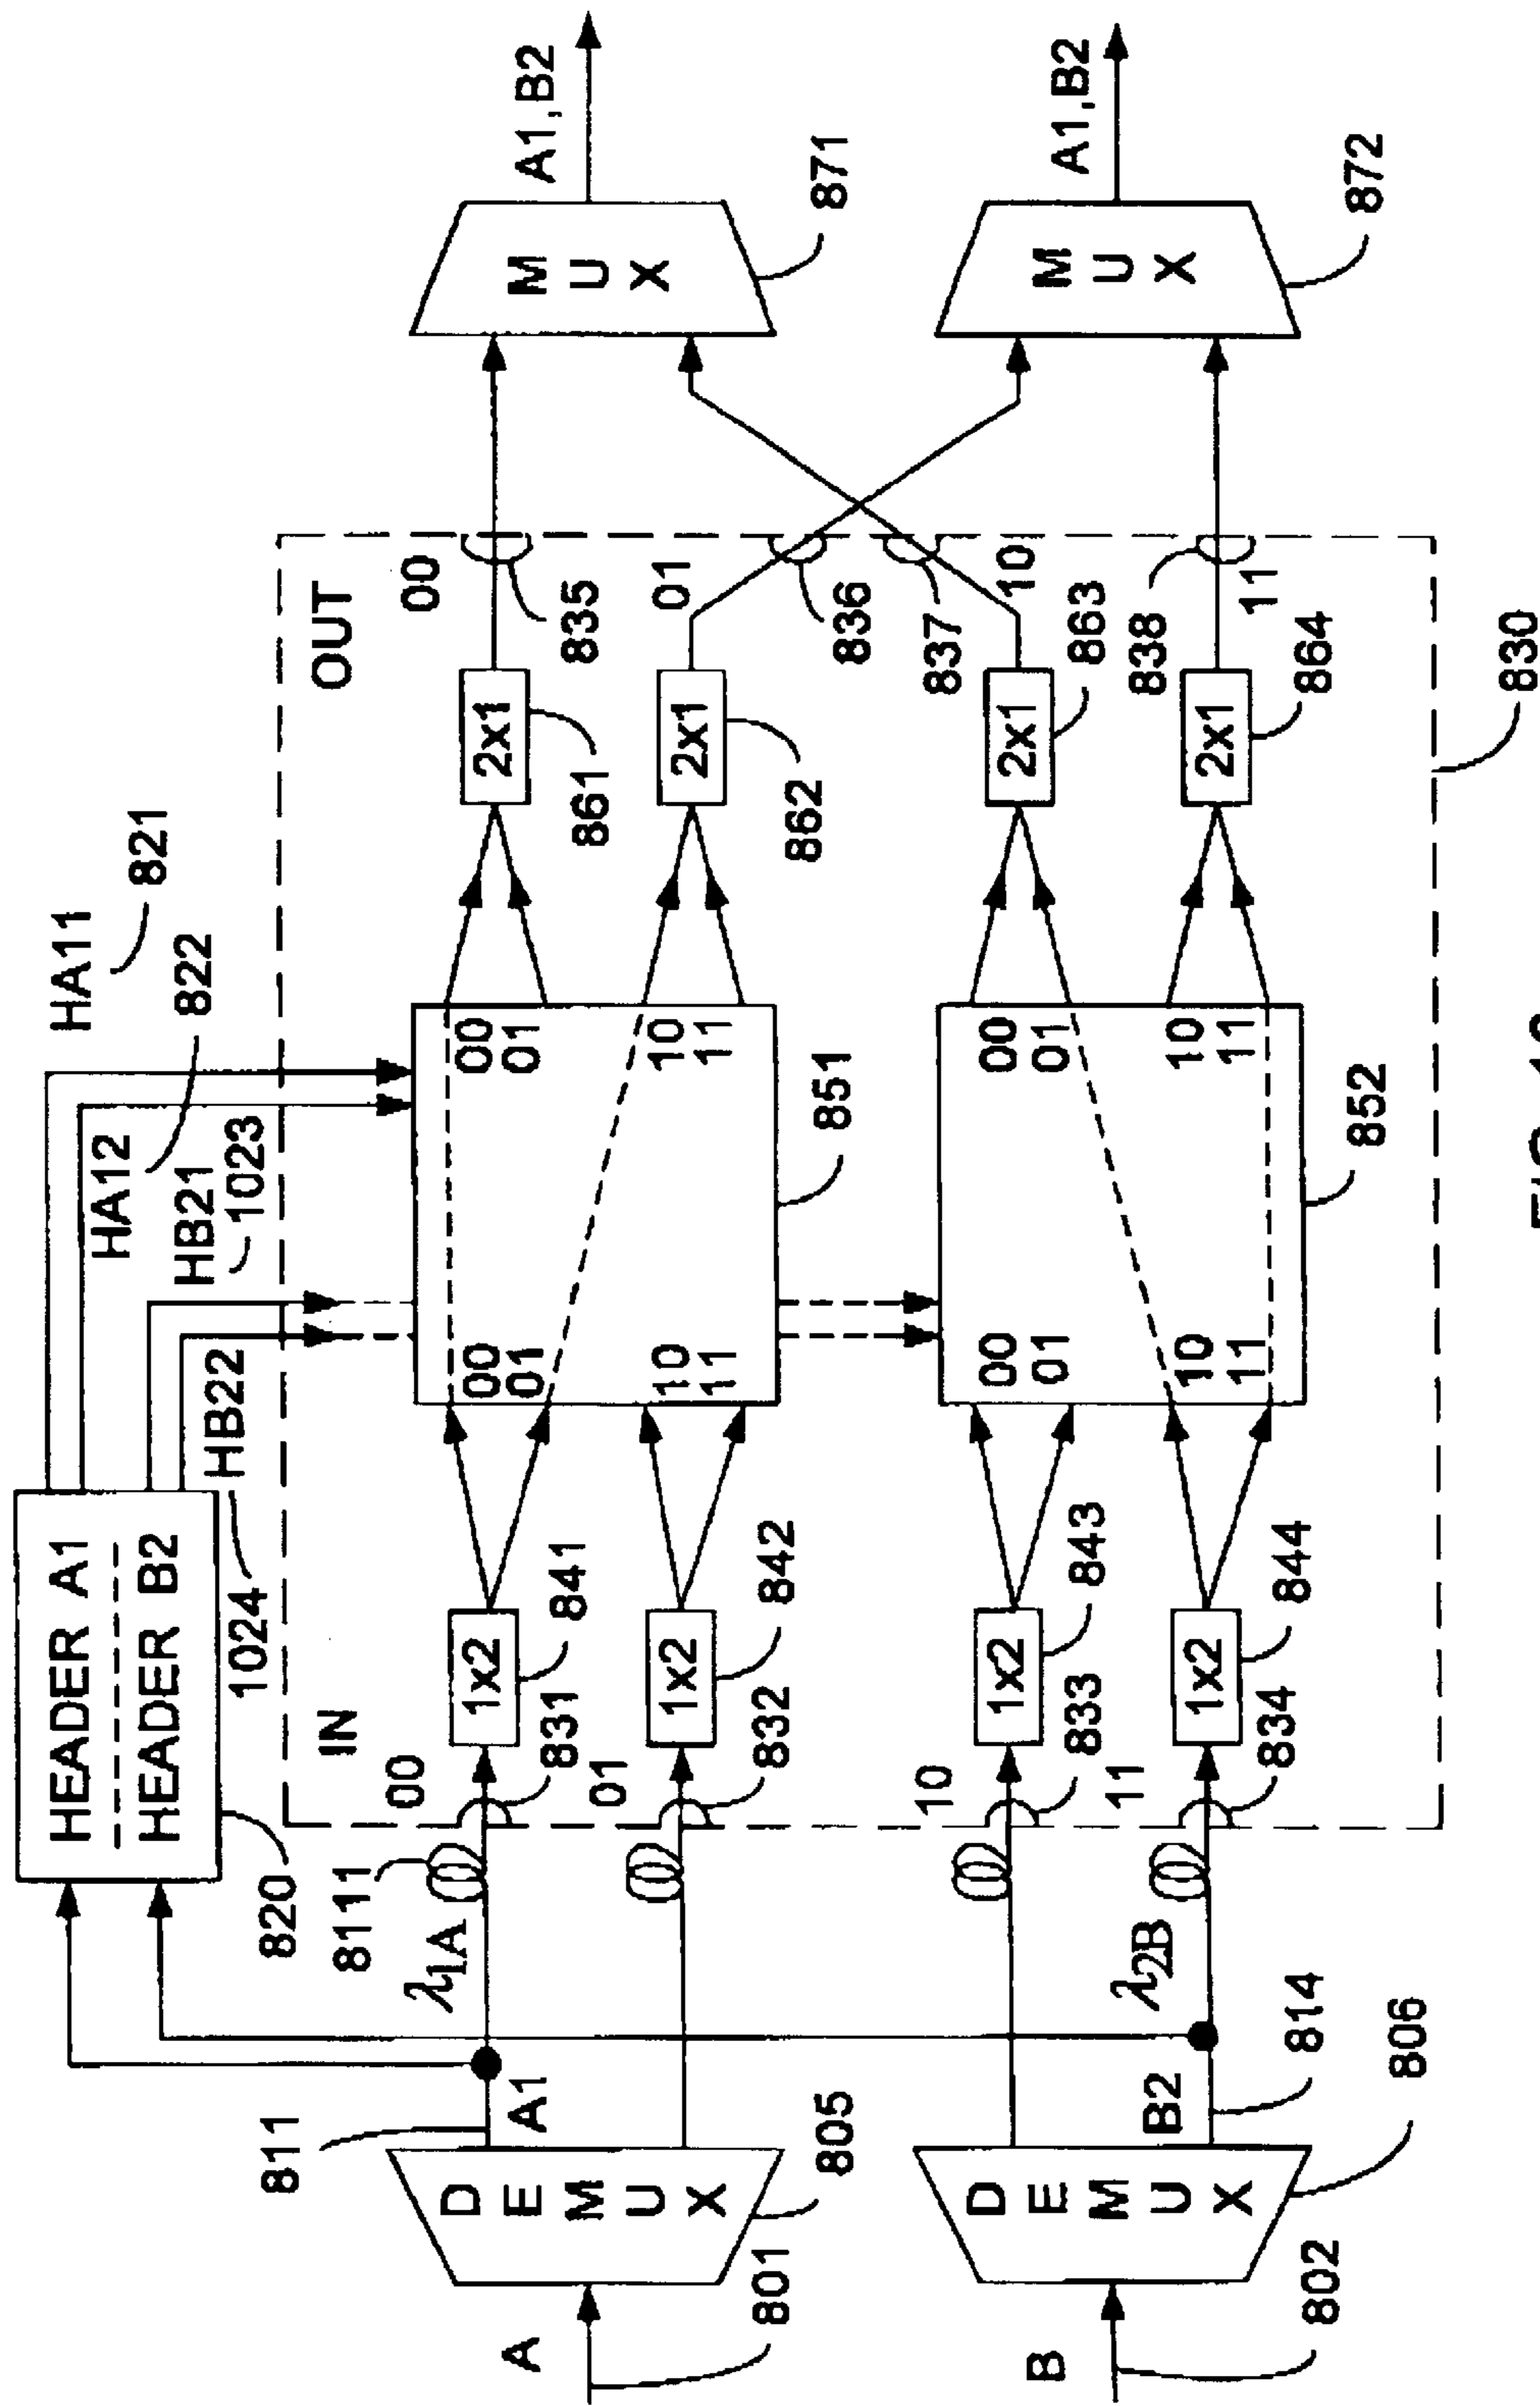 HEADER A1
HEADER B2
820
1024
HB22
HA12
HB21
1023
822
HA11
821
IN
OUT
811
A1
λ1A
8111
00
831
1x2
841
00
01
10
11
00
01
10
11
851
2x1
861
00
835
MUX
871
A1,B2
A
801
DEMUX
805
01
832
1x2
842
2x1
862
01
836
B
802
DEMUX
806
B2
814
λ2B
10
833
1x2
843
00
01
10
11
00
01
10
11
852
2x1
863
10
837
MUX
872
A1,B2
11
834
1x2
844
2x1
864
11
838
830